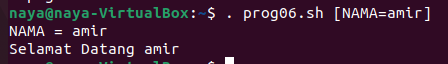 naya@naya-VirtualBox:~$ . prog06.sh [NAMA=amir]
NAMA = amir
Selamat Datang amir